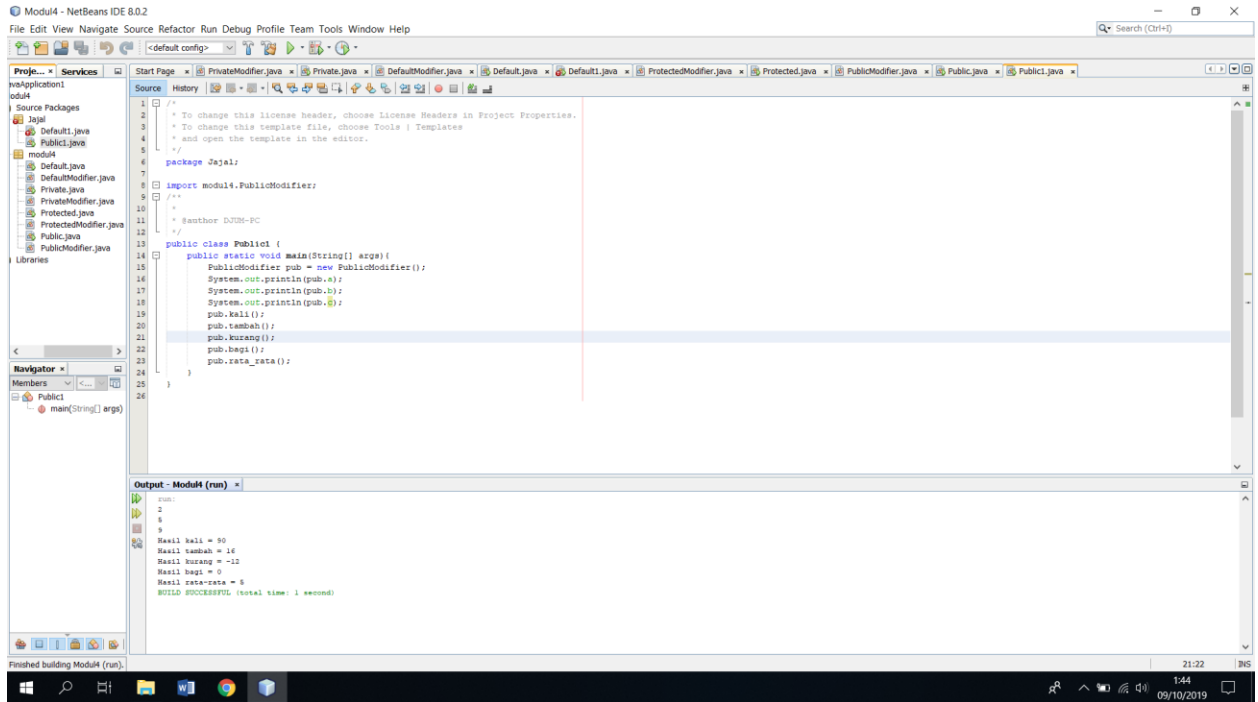 Modul4 - NetBeans IDE 8.0.2
File Edit View Navigate Source Refactor Run Debug Profile Team Tools Window Help
Search (Ctrl+I)
<default config>
Proje... Services
Start Page PrivateModifier.java Private.java DefaultModifier.java Default.java Default1.java ProtectedModifier.java Protected.java PublicModifier.java Public.java Public1.java
vaApplication1
odul4
Source Packages
Jajal
Default1.java
Public1.java
modul4
Default.java
DefaultModifier.java
Private.java
PrivateModifier.java
Protected.java
ProtectedModifier.java
Public.java
PublicModifier.java
Libraries
Source History
1 /*
2 * To change this license header, choose License Headers in Project Properties.
3 * To change this template file, choose Tools | Templates
4 * and open the template in the editor.
5 */
6 package Jajal;
7
8 import modul4.PublicModifier;
9 /**
10 *
11 * @author DJUM-PC
12 */
13 public class Public1 {
14 public static void main(String[] args){
15 PublicModifier pub = new PublicModifier();
16 System.out.println(pub.a);
17 System.out.println(pub.b);
18 System.out.println(pub.c);
19 pub.kali();
20 pub.tambah();
21 pub.kurang();
22 pub.bagi();
23 pub.rata_rata();
24 }
25 }
26
Navigator
Members <...
Public1
main(String[] args)
Output - Modul4 (run)
run:
2
5
9
Hasil kali = 90
Hasil tambah = 16
Hasil kurang = -12
Hasil bagi = 0
Hasil rata-rata = 5
BUILD SUCCESSFUL (total time: 1 second)
Finished building Modul4 (run).
21:22 INS
1:44
09/10/2019